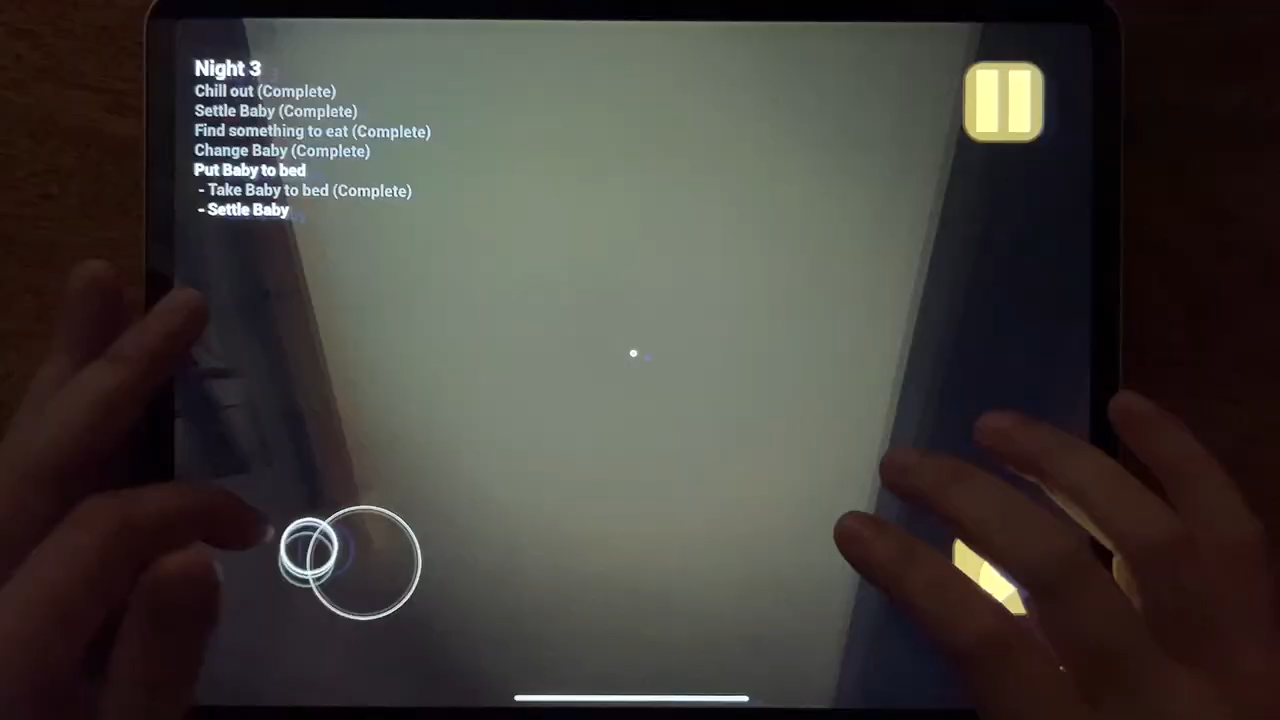 Night 3
Chill out (Complete)
Settle Baby (Complete)
Find something to eat (Complete)
Change Baby (Complete)
Put Baby to bed
- Take Baby to bed (Complete)
- Settle Baby